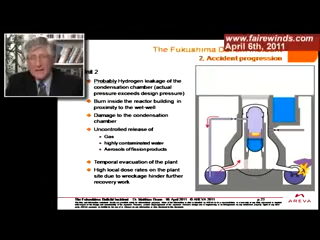 www.fairewinds.com
April 6th, 2011
The Fukushima D
2. Accident progression
nit 2
Probably Hydrogen leakage of the
condensation chamber (actual
pressure exceeds design pressure)
Burn inside the reactor building in
proximity to the wet-well
Damage to the condensation
chamber
Uncontrolled release of
Gas
highly contaminated water
Aerosols of fission products
Temporal evacuation of the plant
High local dose rates on the plant
site due to wreckage hinder further
recovery work
AREVA